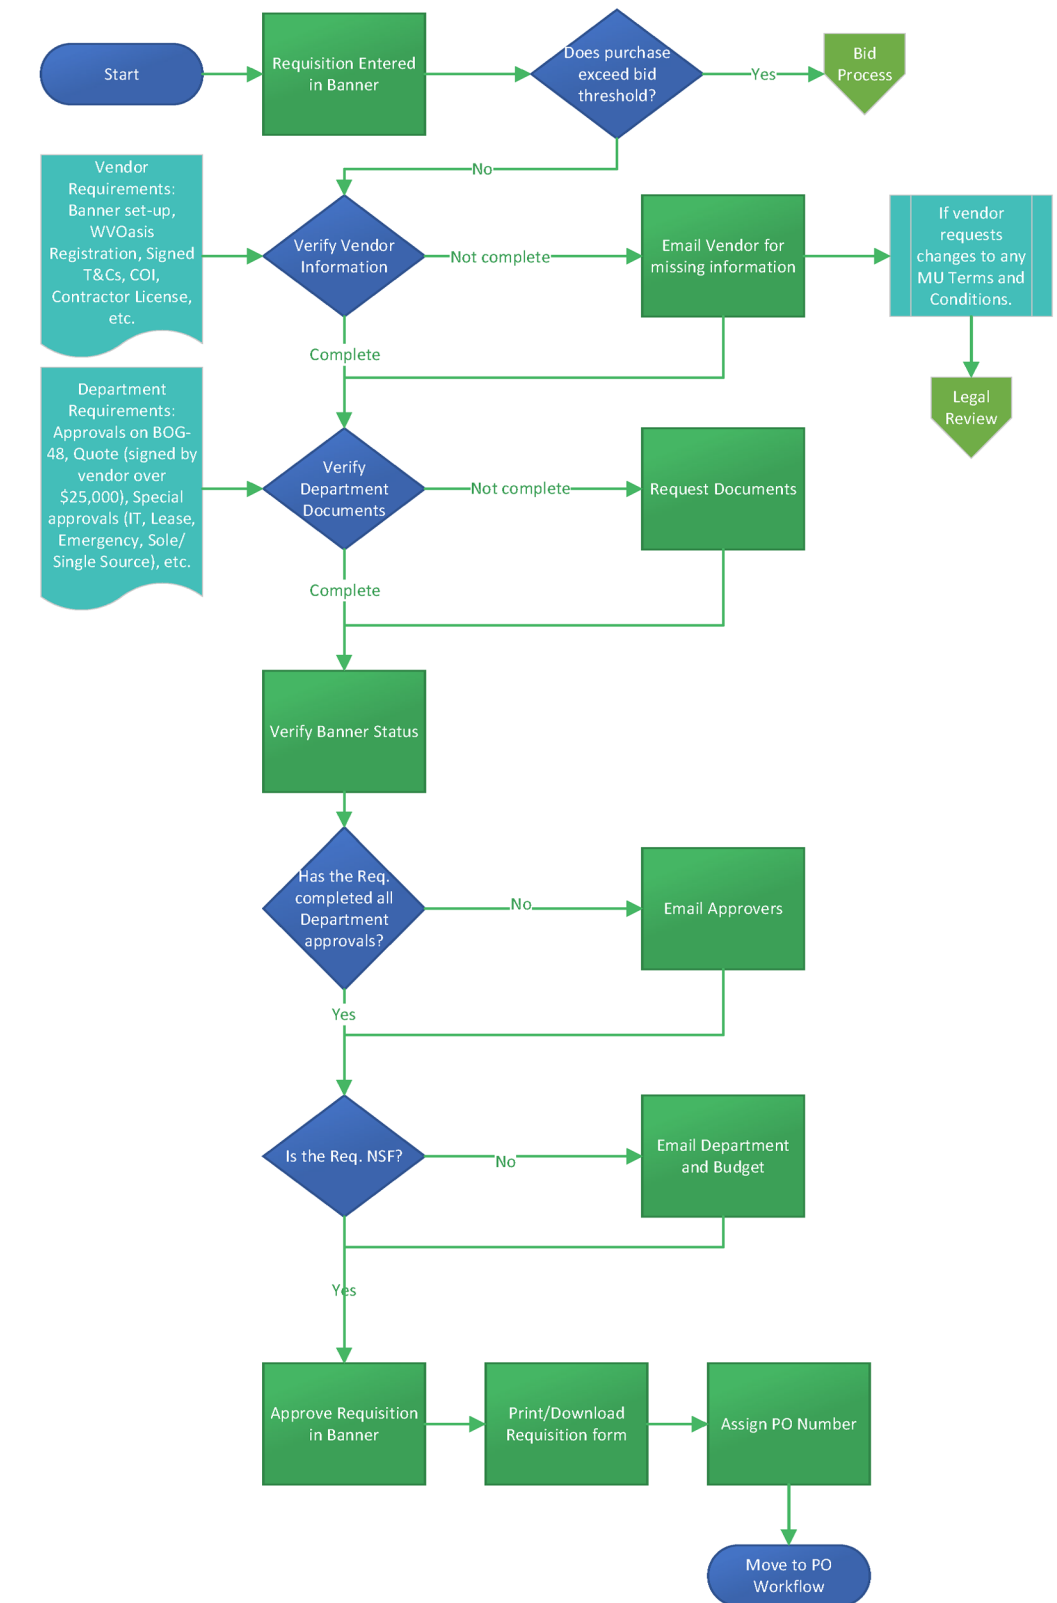 Start
Requisition Entered
in Banner
Does purchase
exceed bid
threshold?
Yes
Bid
Process
No
Vendor
Requirements:
Banner set-up,
WVOasis
Registration, Signed
T&Cs, COI,
Contractor License,
etc.
Verify Vendor
Information
Not complete
Email Vendor for
missing information
If vendor
requests
changes to any
MU Terms and
Conditions.
Complete
Legal
Review
Department
Requirements:
Approvals on BOG-
48, Quote (signed by
vendor over
$25,000), Special
approvals (IT, Lease,
Emergency, Sole/
Single Source), etc.
Verify
Department
Documents
Not complete
Request Documents
Complete
Verify Banner Status
Has the Req.
completed all
Department
approvals?
No
Email Approvers
Yes
Is the Req. NSF?
No
Email Department
and Budget
Yes
Approve Requisition
in Banner
Print/Download
Requisition form
Assign PO Number
Move to PO
Workflow